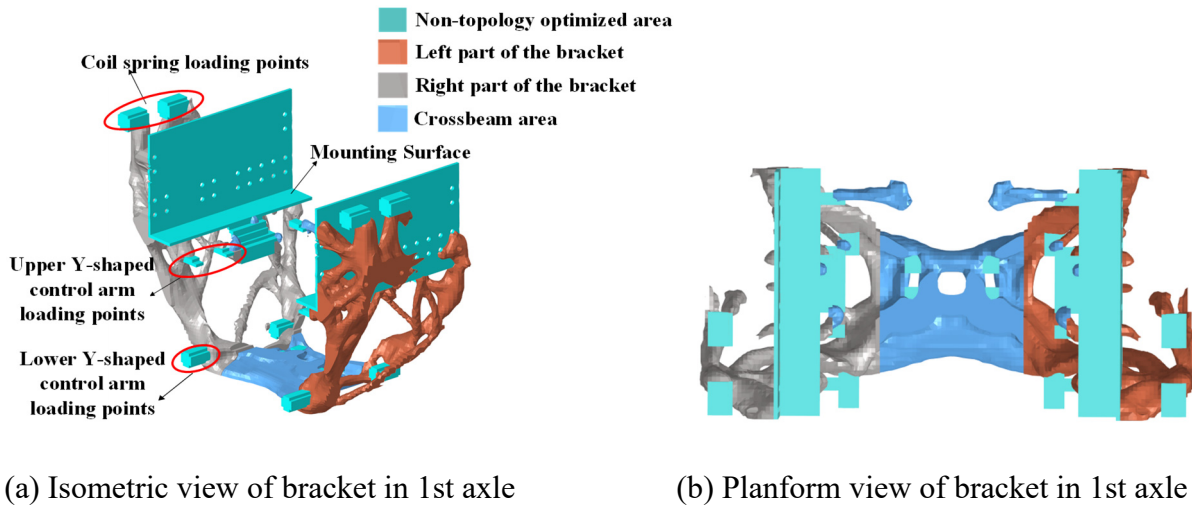 Non-topology optimized area
Left part of the bracket
Right part of the bracket
Crossbeam area
Coil spring loading points
Mounting Surface
Upper Y-shaped
control arm
loading points
Lower Y-shaped
control arm
loading points
(a) Isometric view of bracket in 1st axle
(b) Planform view of bracket in 1st axle